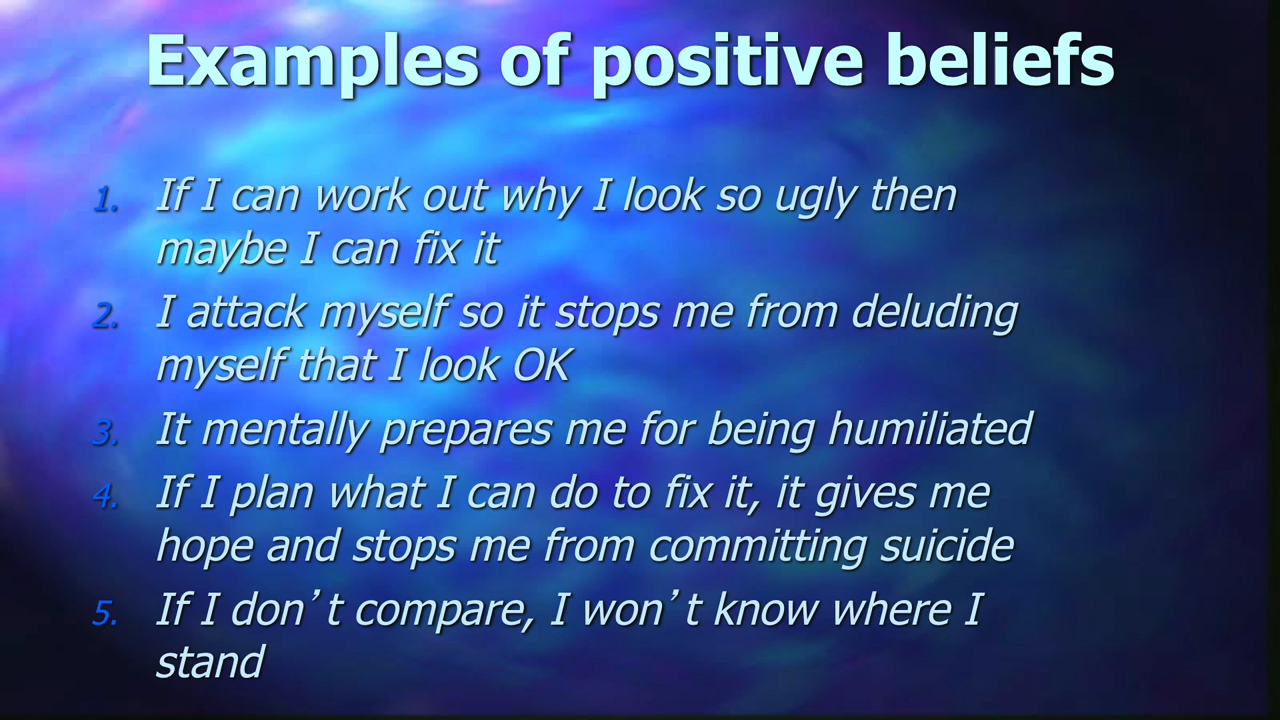 Examples of positive beliefs
1. If I can work out why I look so ugly then
maybe I can fix it
2. I attack myself so it stops me from deluding
myself that I look OK
3. It mentally prepares me for being humiliated
4. If I plan what I can do to fix it, it gives me
hope and stops me from committing suicide
5. If I don’t compare, I won’t know where I
stand